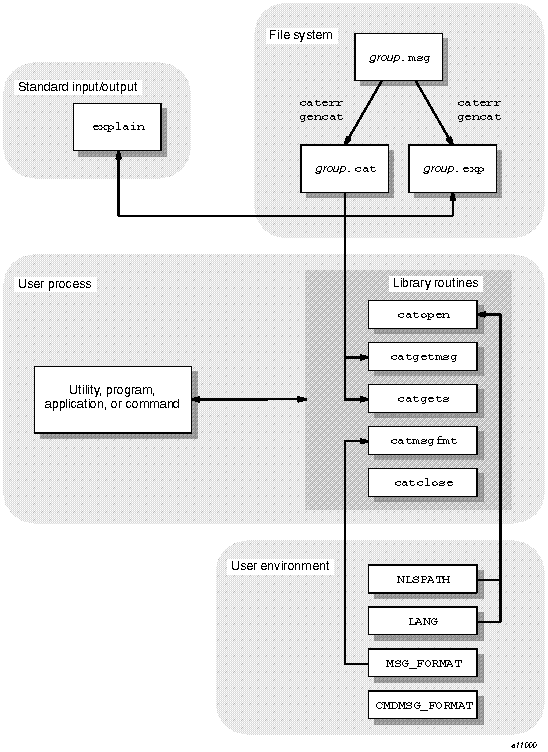 File system
group.msg
caterr
gencat
caterr
gencat
group.cat
group.exp
Standard input/output
explain
User process
Library routines
catopen
catgetmsg
catgets
catmsgfmt
catclose
Utility, program,
application, or command
User environment
NLSPATH
LANG
MSG_FORMAT
CMDMSG_FORMAT
a11000